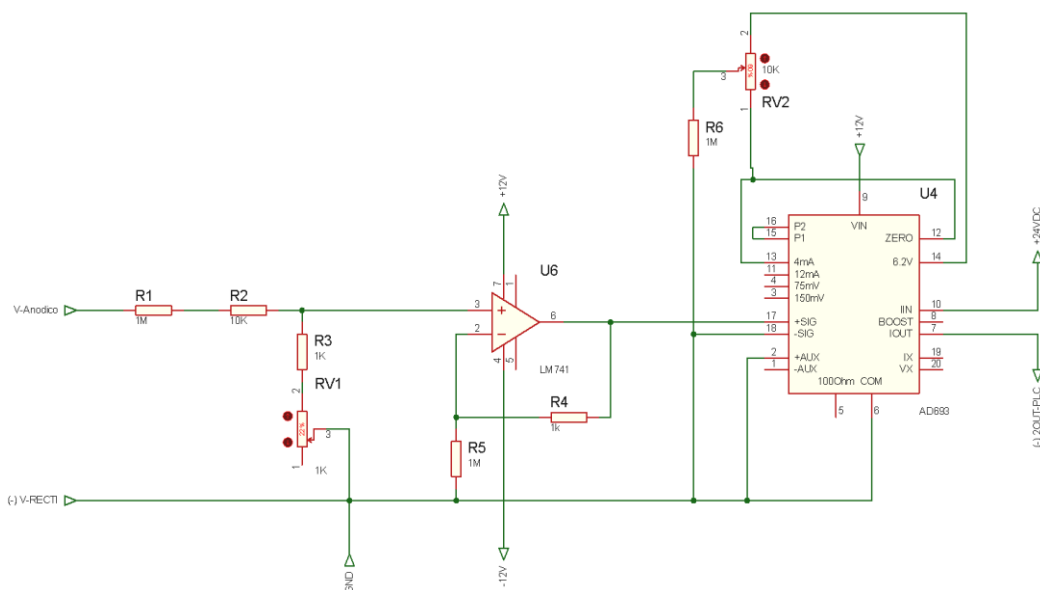 2
3
10K
1
RV2
R6
1M
+12V
+12V
U4
9
VIN
16
P2
15
P1
ZERO
12
13
4mA
6.2V
14
11
12mA
4
75mV
3
150mV
IIN
10
17
+SIG
BOOST
8
18
-SIG
IOUT
7
2
+AUX
IX
19
1
-AUX
VX
20
100Ohm COM
5
6
AD693
+24VDC
(-) 2OUT-PLC
U6
7
1
3
2
6
4
5
LM741
V-Anodico
R1
1M
R2
10K
R3
1K
RV1
2
22%
3
1
1K
R4
1k
R5
1M
(-) V-RECTI
-12V